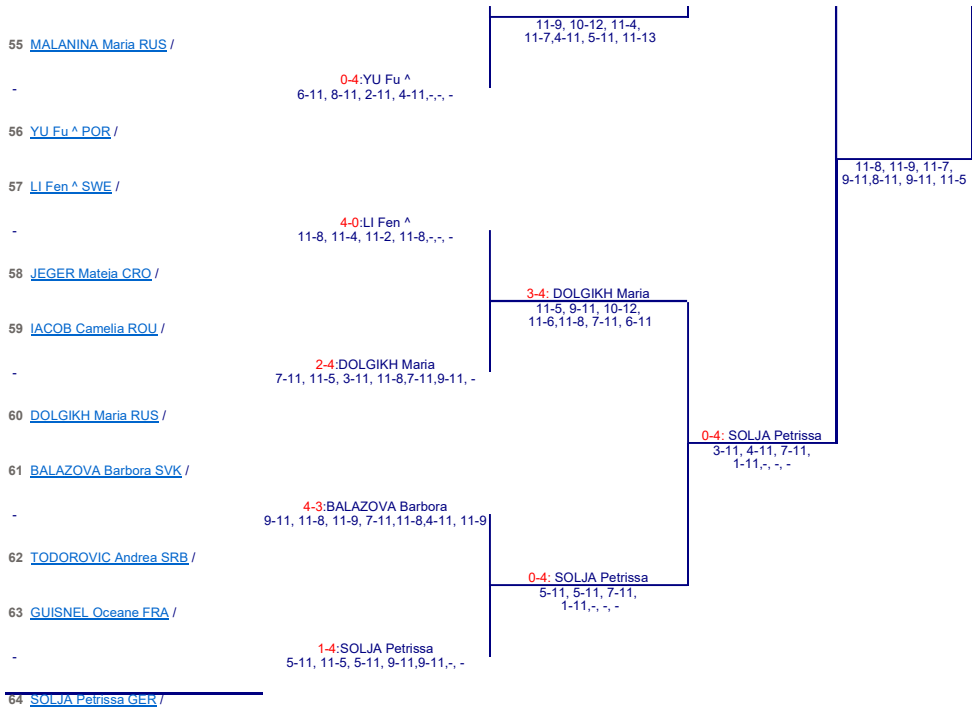 11-9, 10-12, 11-4,
11-7,4-11, 5-11, 11-13
55 MALANINA Maria RUS /
0-4:YU Fu ^
- 6-11, 8-11, 2-11, 4-11,-,-, -
56 YU Fu ^ POR /
11-8, 11-9, 11-7,
9-11,8-11, 9-11, 11-5
57 LI Fen ^ SWE /
4-0:LI Fen ^
- 11-8, 11-4, 11-2, 11-8,-,-, -
58 JEGER Mateja CRO /
3-4: DOLGIKH Maria
11-5, 9-11, 10-12,
11-6,11-8, 7-11, 6-11
59 IACOB Camelia ROU /
2-4:DOLGIKH Maria
- 7-11, 11-5, 3-11, 11-8,7-11,9-11, -
60 DOLGIKH Maria RUS /
0-4: SOLJA Petrissa
3-11, 4-11, 7-11,
1-11,-, -, -
61 BALAZOVA Barbora SVK /
4-3:BALAZOVA Barbora
- 9-11, 11-8, 11-9, 7-11,11-8,4-11, 11-9
62 TODOROVIC Andrea SRB /
0-4: SOLJA Petrissa
5-11, 5-11, 7-11,
1-11,-, -, -
63 GUISNEL Oceane FRA /
1-4:SOLJA Petrissa
- 5-11, 11-5, 5-11, 9-11,9-11,-, -
64 SOLJA Petrissa GER /